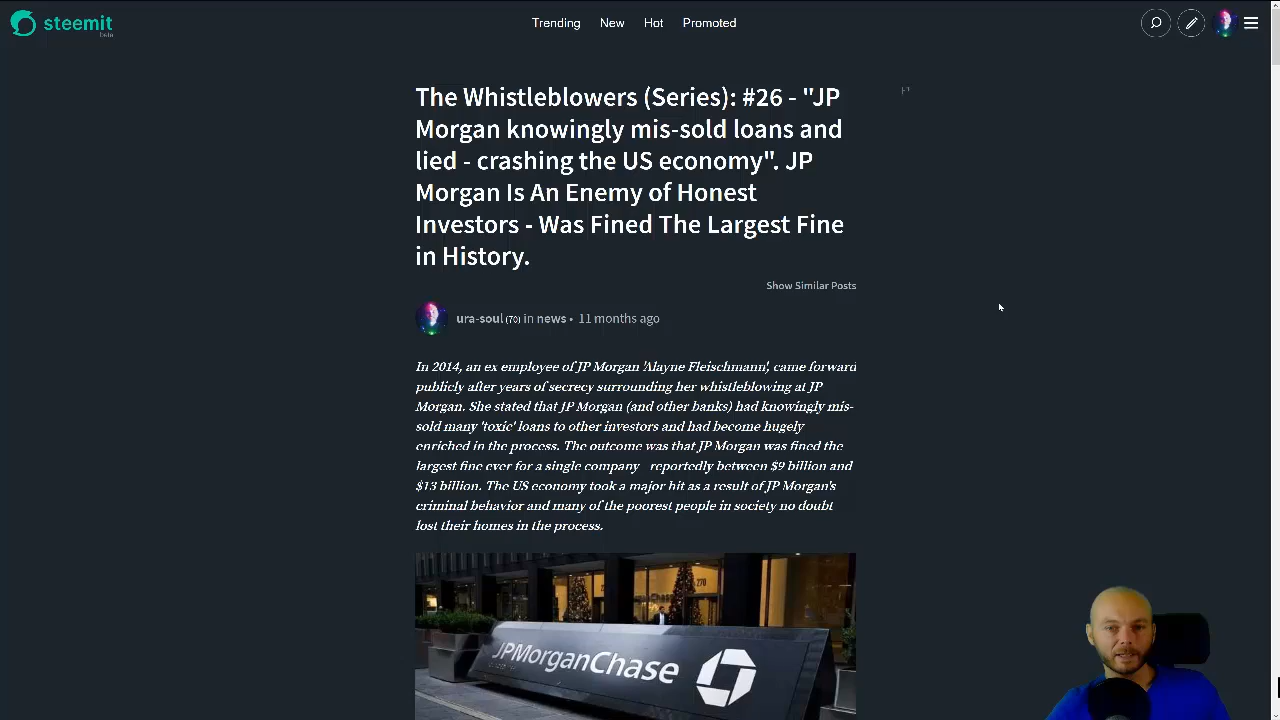 steemit
beta
Trending New Hot Promoted
The Whistleblowers (Series): #26 - "JP
Morgan knowingly mis-sold loans and
lied - crashing the US economy". JP
Morgan Is An Enemy of Honest
Investors - Was Fined The Largest Fine
in History.
Show Similar Posts
ura-soul (70) in news • 11 months ago
In 2014, an ex employee of JP Morgan 'Alayne Fleischmann', came forward
publicly after years of secrecy surrounding her whistleblowing at JP
Morgan. She stated that JP Morgan (and other banks) had knowingly mis-
sold many 'toxic' loans to other investors and had become hugely
enriched in the process. The outcome was that JP Morgan was fined the
largest fine ever for a single company reportedly between $9 billion and
$13 billion. The US economy took a major hit as a result of JP Morgan's
criminal behavior and many of the poorest people in society no doubt
lost their homes in the process.
270
JPMorganChase